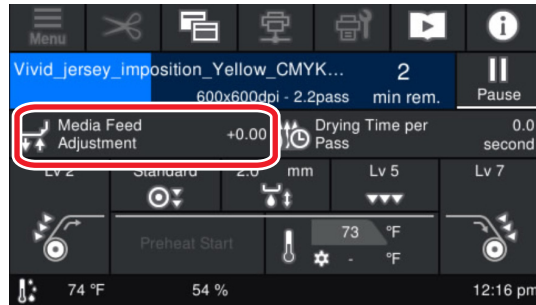 Menu
Vivid_jersey_imposition_Yellow_CMYK...
2
600x600dpi - 2.2pass
min rem.
Pause
Media Feed Adjustment
+0.00
Drying Time per Pass
0.0 second
Lv 2
Standard
2.0 mm
Lv 5
Lv 7
Preheat Start
73 °F
- °F
74 °F
54 %
12:16 pm